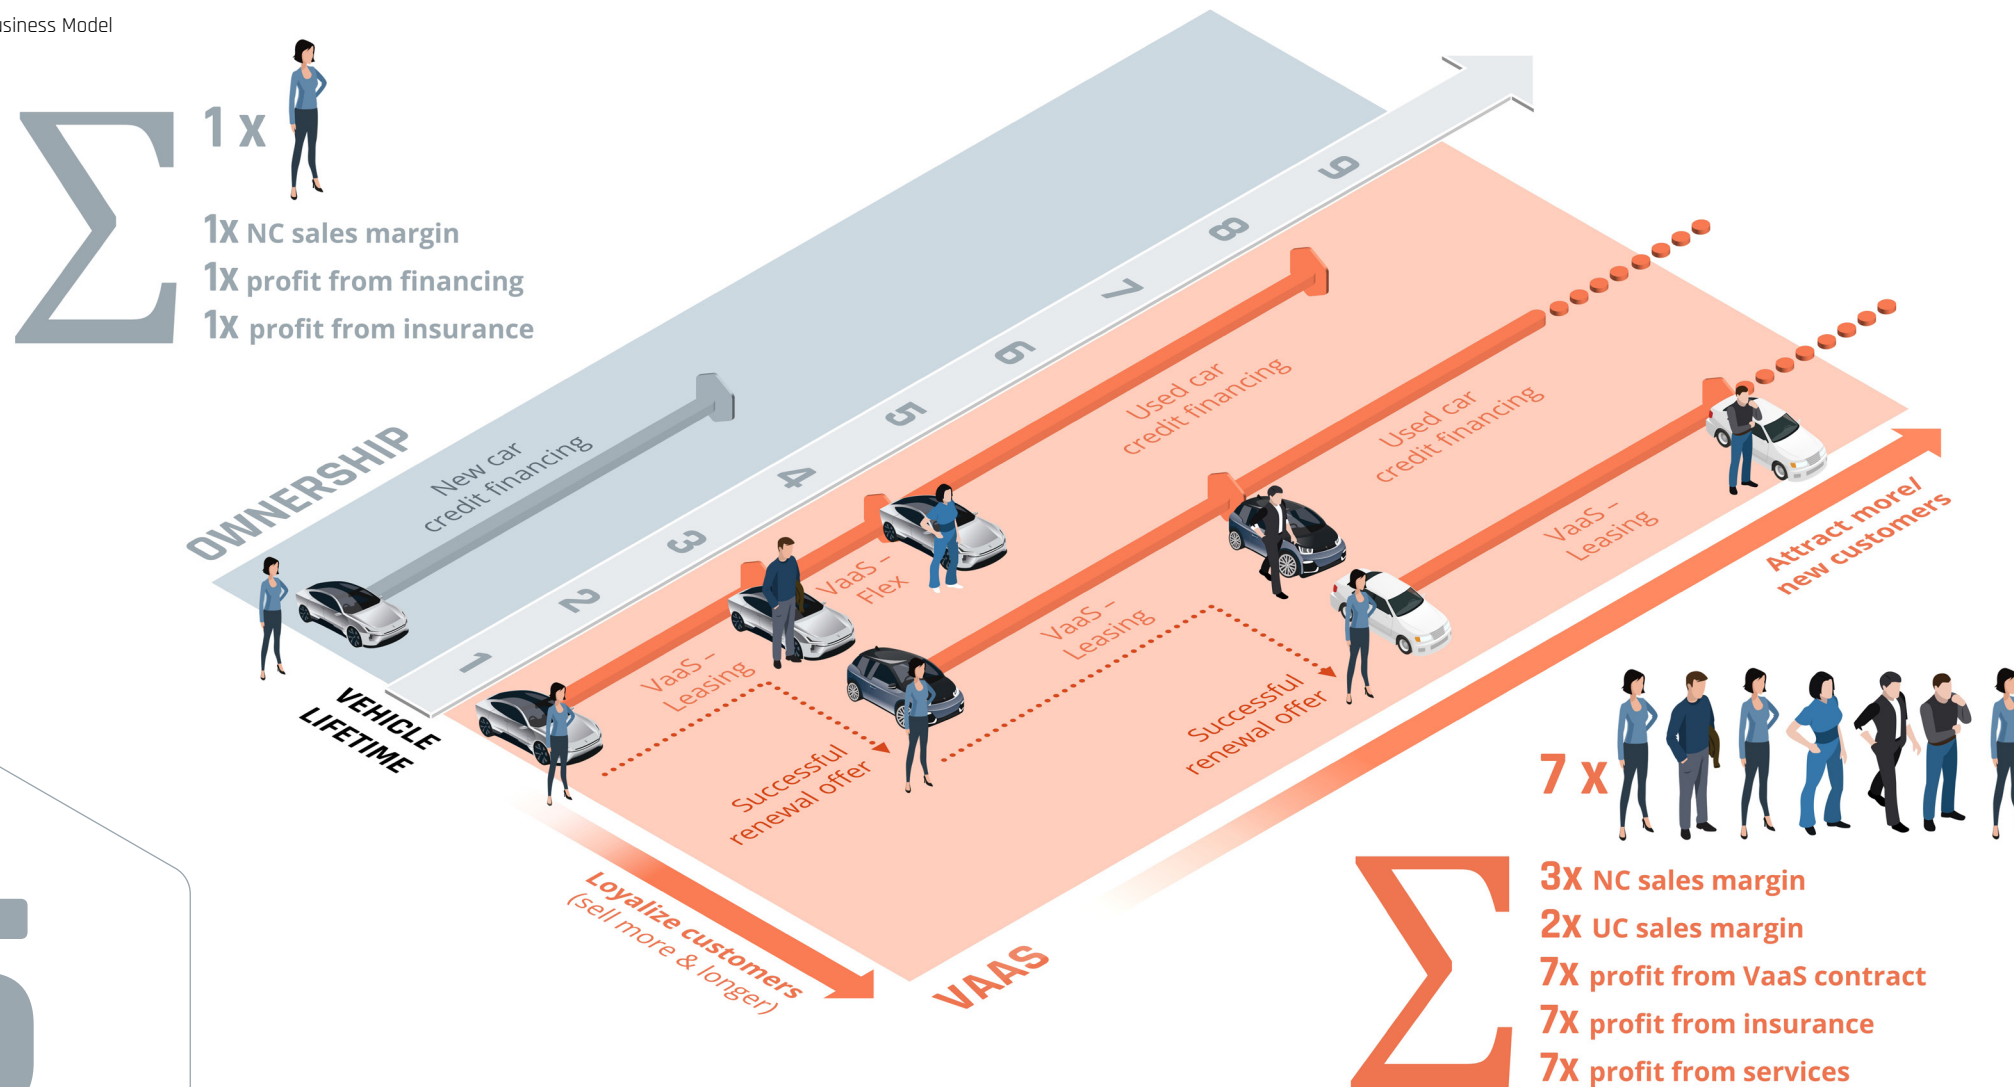 Business Model
Σ
1 x
1x NC sales margin
1x profit from financing
1x profit from insurance
OWNERSHIP
New car
credit financing
VEHICLE
LIFETIME
1
2
3
4
5
6
7
8
9
VaaS –
Leasing
VaaS –
Flex
Used car
credit financing
VaaS –
Leasing
Used car
credit financing
VaaS –
Leasing
Successful
renewal offer
Successful
renewal offer
Loyalize customers
(sell more & longer)
VAAS
Attract more/
new customers
7 x
Σ
3x NC sales margin
2x UC sales margin
7x profit from VaaS contract
7x profit from insurance
7x profit from services